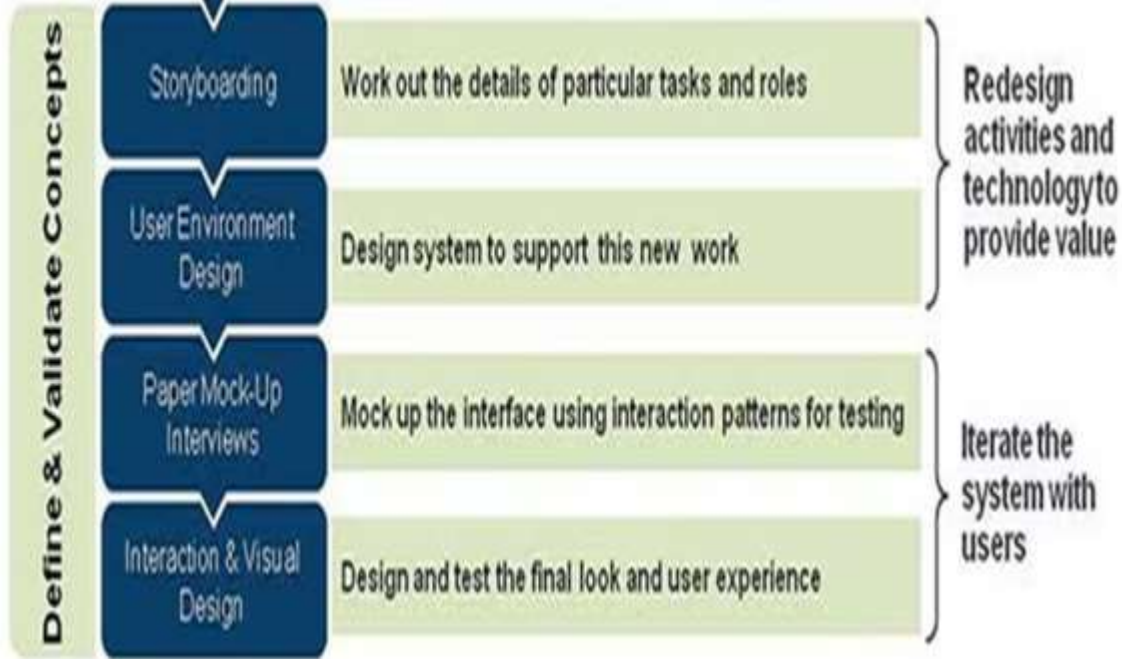 Define & Validate Concepts
Storyboarding
Work out the details of particular tasks and roles
Redesign
activities and
technology to
provide value
User Environment
Design
Design system to support this new work
Paper Mock-Up
Interviews
Mock up the interface using interaction patterns for testing
Iterate the
system with
users
Interaction & Visual
Design
Design and test the final look and user experience